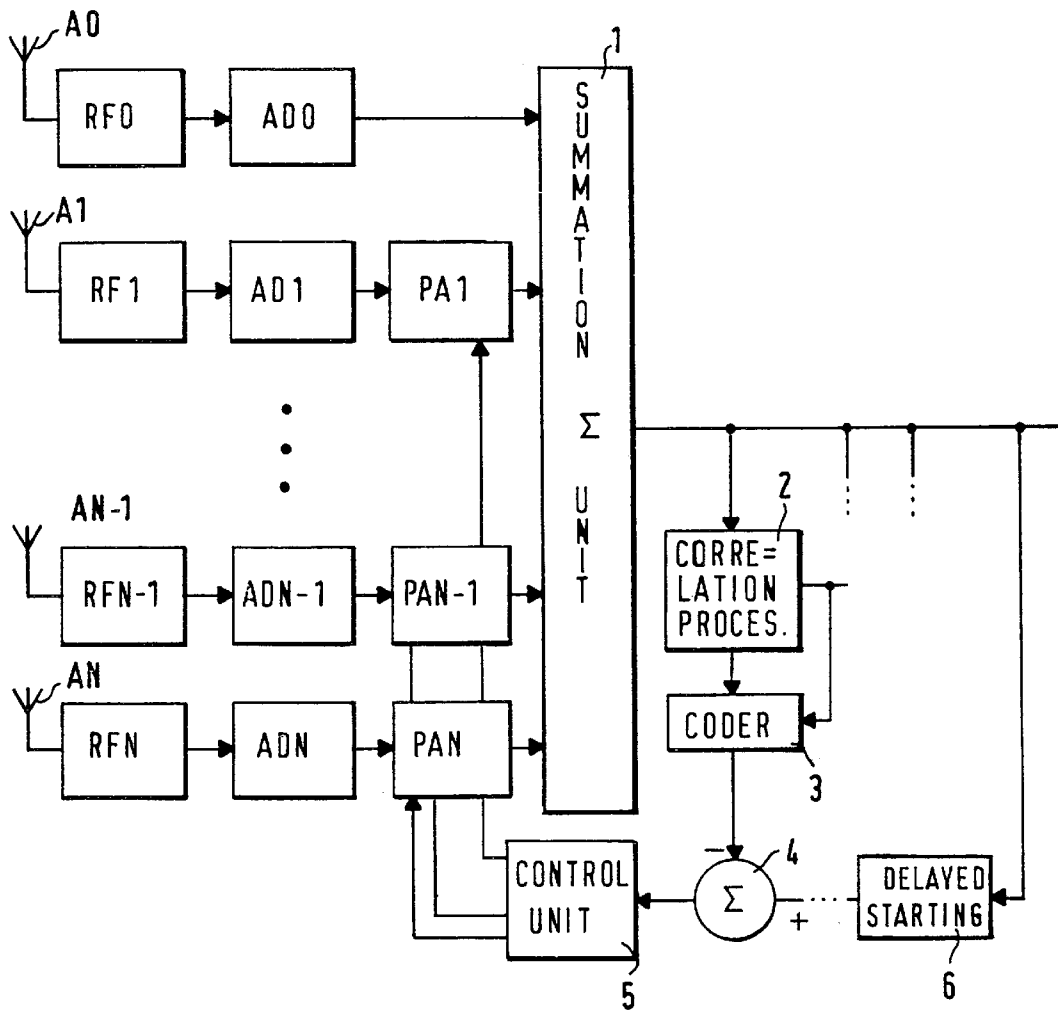 A0
RF0
AD0
1
SUMMATION Σ UNIT
A1
RF1
AD1
PA1
AN-1
RFN-1
ADN-1
PAN-1
2
CORRE=
LATION
PROCES.
AN
RFN
ADN
PAN
CODER
3
CONTROL
UNIT
5
−
Σ
4
+
DELAYED
STARTING
6